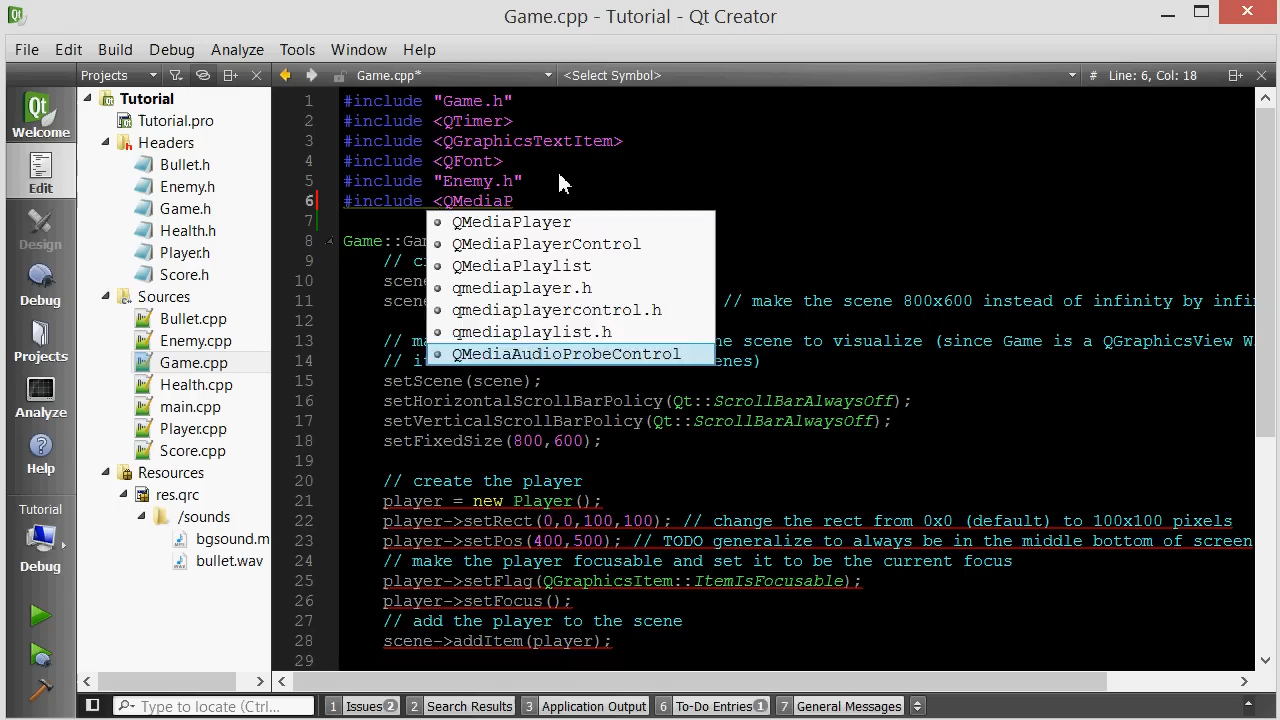 Game.cpp - Tutorial - Qt Creator
File Edit Build Debug Analyze Tools Window Help
Projects Game.cpp* <Select Symbol> # Line: 6, Col: 18
Qt
Welcome
Edit
Design
Debug
Projects
Analyze
Help
Tutorial
Debug
Tutorial
Tutorial.pro
Headers
Bullet.h
Enemy.h
Game.h
Health.h
Player.h
Score.h
Sources
Bullet.cpp
Enemy.cpp
Game.cpp
Health.cpp
main.cpp
Player.cpp
Score.cpp
Resources
res.qrc
/sounds
bgsound.m
bullet.wav
1 #include "Game.h"
2 #include <QTimer>
3 #include <QGraphicsTextItem>
4 #include <QFont>
5 #include "Enemy.h"
6 #include <QMediaP
7
8 Game::Ga
9 // c
10 scene
11 scene // make the scene 800x600 instead of infinity by infin
12
13 // ma he scene to visualize (since Game is a QGraphicsView W
14 // i enes)
15 setScene(scene);
16 setHorizontalScrollBarPolicy(Qt::ScrollBarAlwaysOff);
17 setVerticalScrollBarPolicy(Qt::ScrollBarAlwaysOff);
18 setFixedSize(800,600);
19
20 // create the player
21 player = new Player();
22 player->setRect(0,0,100,100); // change the rect from 0x0 (default) to 100x100 pixels
23 player->setPos(400,500); // TODO generalize to always be in the middle bottom of screen
24 // make the player focusable and set it to be the current focus
25 player->setFlag(QGraphicsItem::ItemIsFocusable);
26 player->setFocus();
27 // add the player to the scene
28 scene->addItem(player);
29
QMediaPlayer
QMediaPlayerControl
QMediaPlaylist
qmediaplayer.h
qmediaplayercontrol.h
qmediaplaylist.h
QMediaAudioProbeControl
Type to locate (Ctrl... 1 Issues 2 2 Search Results 3 Application Output 6 To-Do Entries 1 7 General Messages